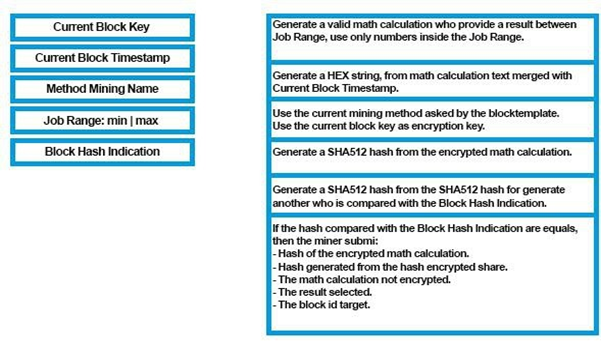 Current Block Key
Current Block Timestamp
Method Mining Name
Job Range: min | max
Block Hash Indication
Generate a valid math calculation who provide a result between
Job Range, use only numbers inside the Job Range.
Generate a HEX string, from math calculation text merged with
Current Block Timestamp.
Use the current mining method asked by the blocktemplate.
Use the current block key as encryption key.
Generate a SHA512 hash from the encrypted math calculation.
Generate a SHA512 hash from the SHA512 hash for generate
another who is compared with the Block Hash Indication.
If the hash compared with the Block Hash Indication are equals,
then the miner submi:
- Hash of the encrypted math calculation.
- Hash generated from the hash encrypted share.
- The math calculation not encrypted.
- The result selected.
- The block id target.